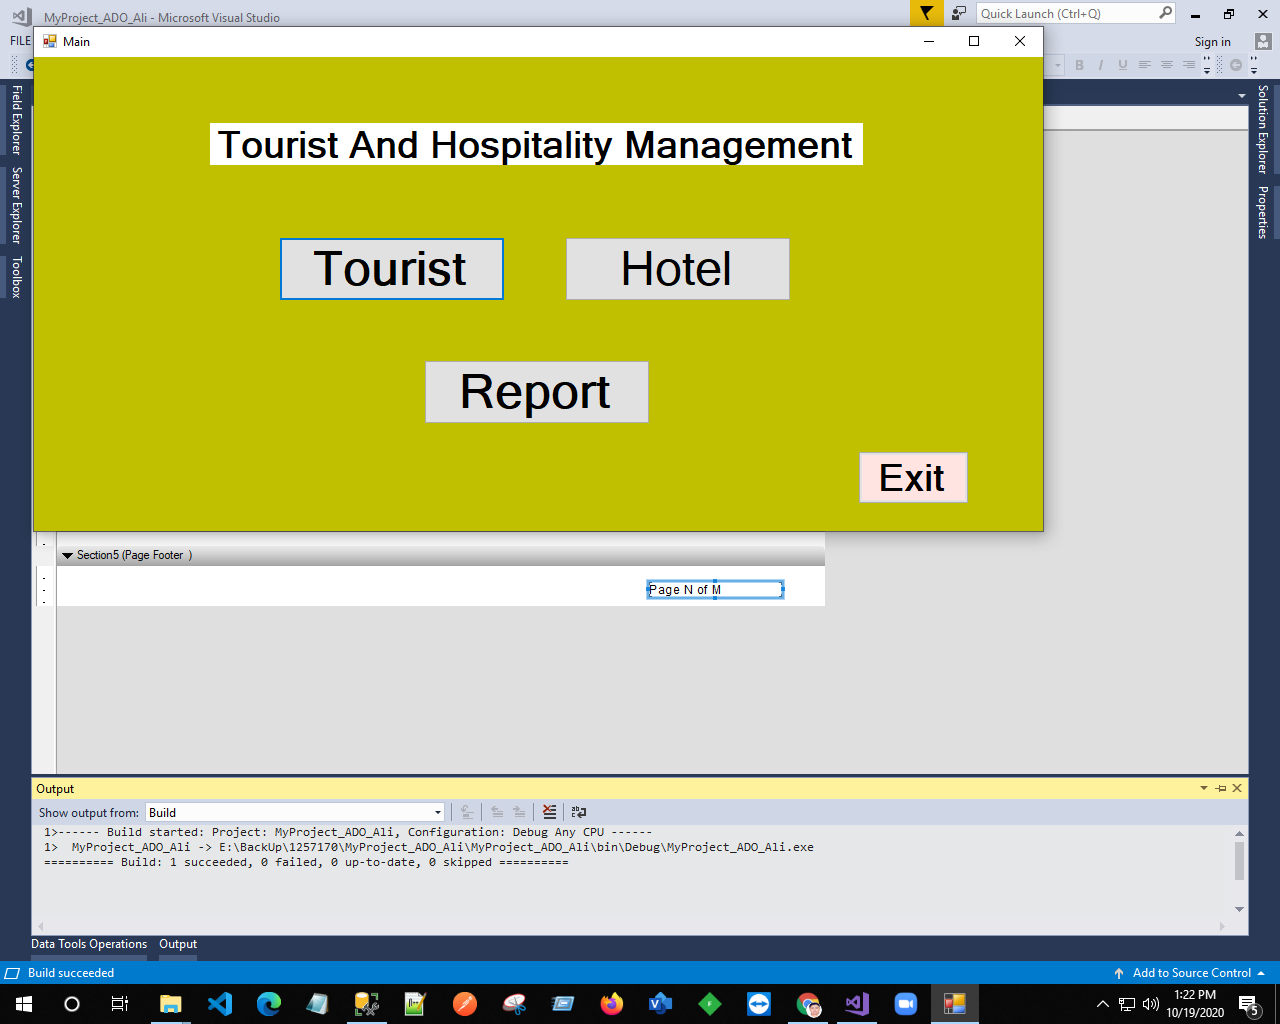 MyProject_ADO_Ali - Microsoft Visual Studio
Quick Launch (Ctrl+Q)
FILE
Sign in
Main
B I U
Field Explorer
Server Explorer
Toolbox
Solution Explorer
Properties
Tourist And Hospitality Management
Tourist
Hotel
Report
Exit
Section5 (Page Footer )
Page N of M
Output
Show output from: Build
1>------ Build started: Project: MyProject_ADO_Ali, Configuration: Debug Any CPU ------
1>  MyProject_ADO_Ali -> E:\BackUp\1257170\MyProject_ADO_Ali\MyProject_ADO_Ali\bin\Debug\MyProject_ADO_Ali.exe
========== Build: 1 succeeded, 0 failed, 0 up-to-date, 0 skipped ==========
Data Tools Operations Output
Build succeeded
Add to Source Control
1:22 PM
10/19/2020
5